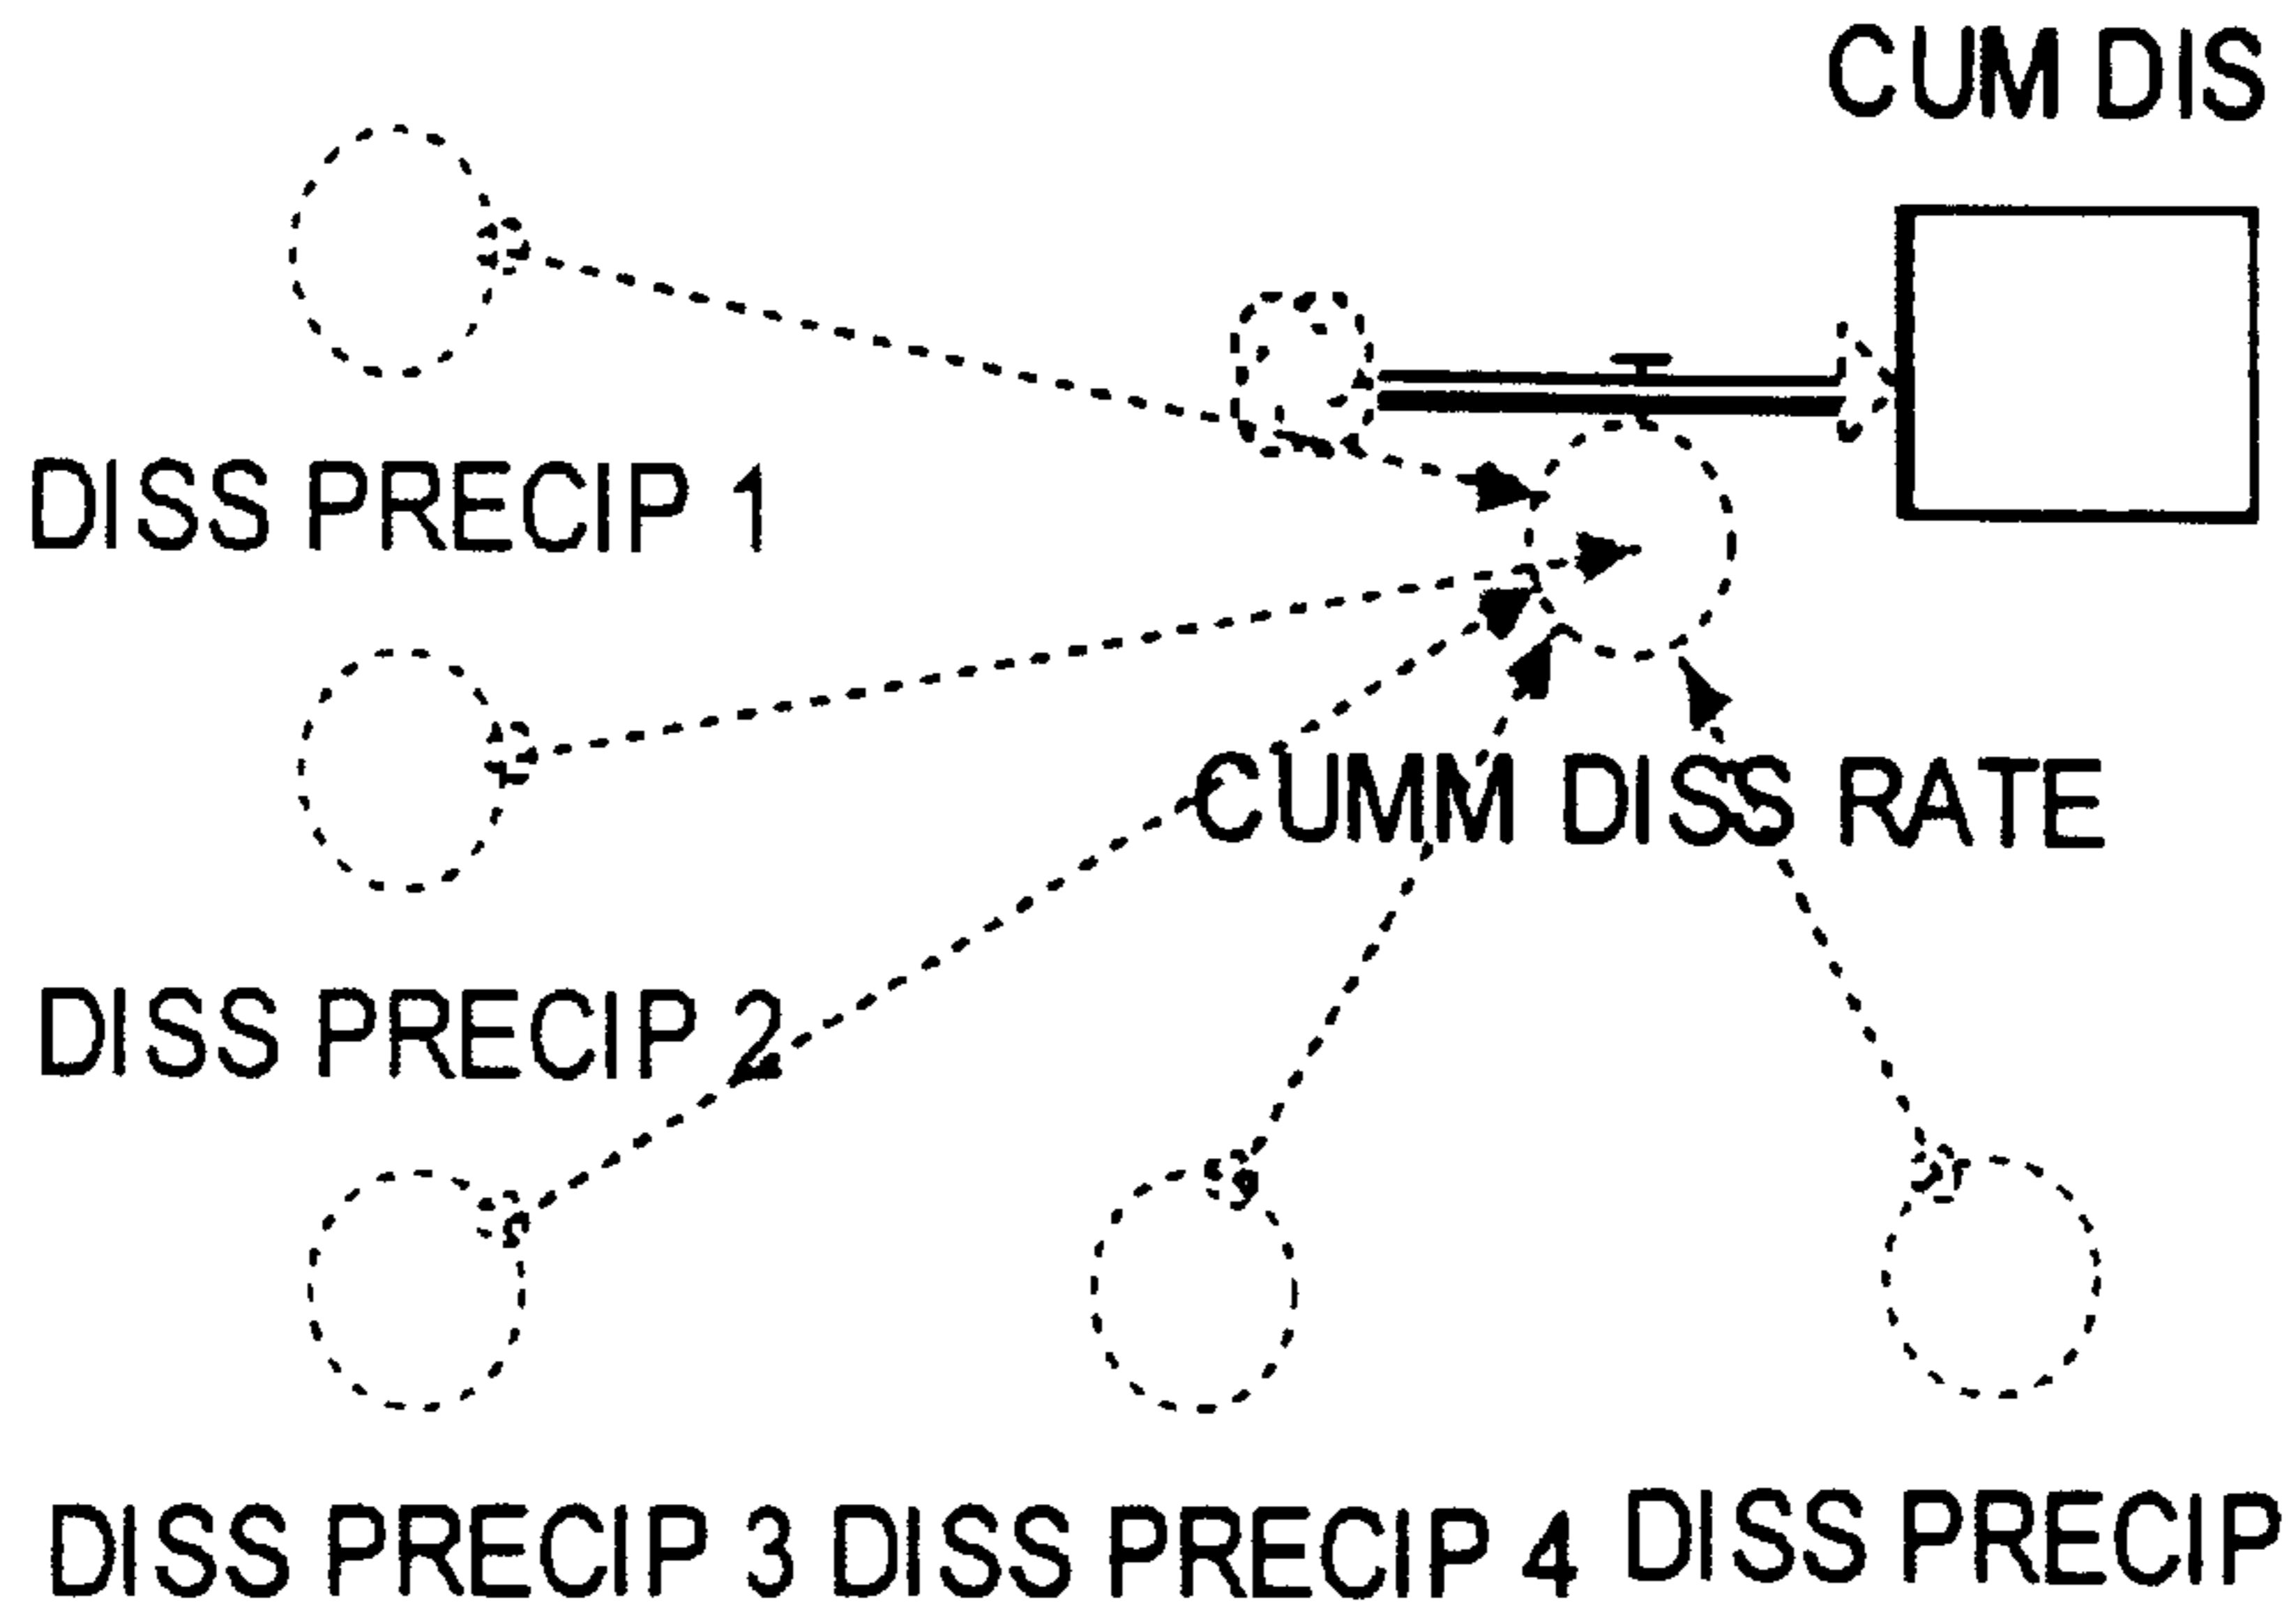 CUM DIS
DISS PRECIP 1
CUMM DISS RATE
DISS PRECIP 2
DISS PRECIP 3
DISS PRECIP 4
DISS PRECIP